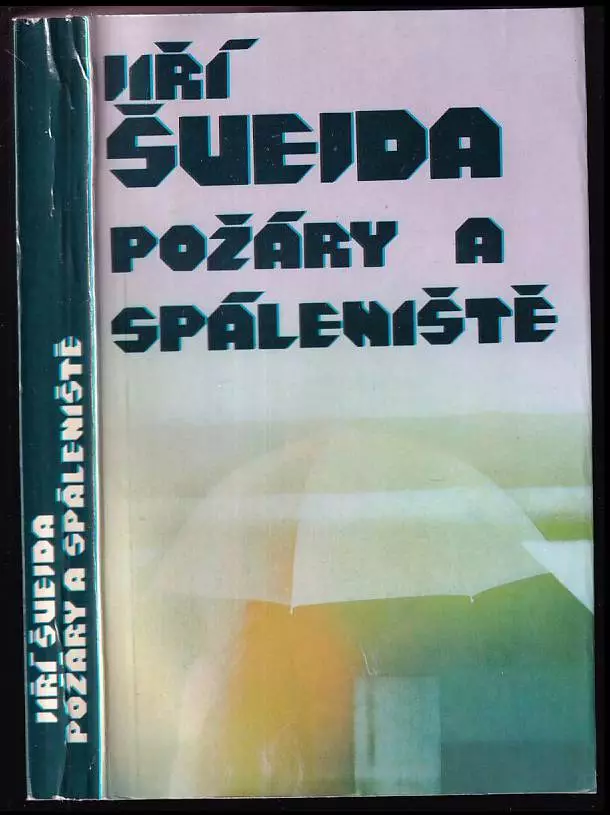 JIŘÍ
ŠVEJDA
POŽÁRY A
SPÁLENIŠTĚ
JIŘÍ ŠVEJDA
POŽÁRY A SPÁLENIŠTĚ